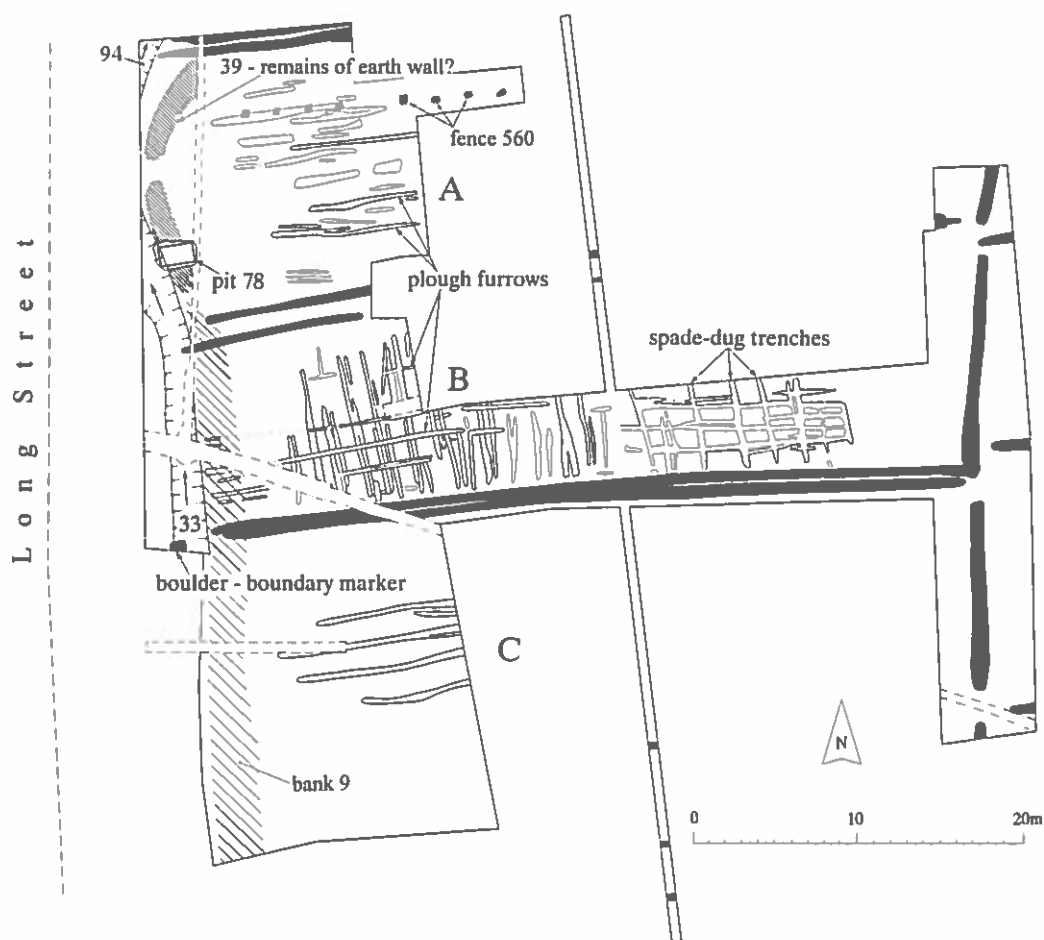 94
39 - remains of earth wall?
fence 560
A
Long Street
pit 78
plough furrows
spade-dug trenches
B
33
boulder - boundary marker
C
bank 9
N
0 10 20m